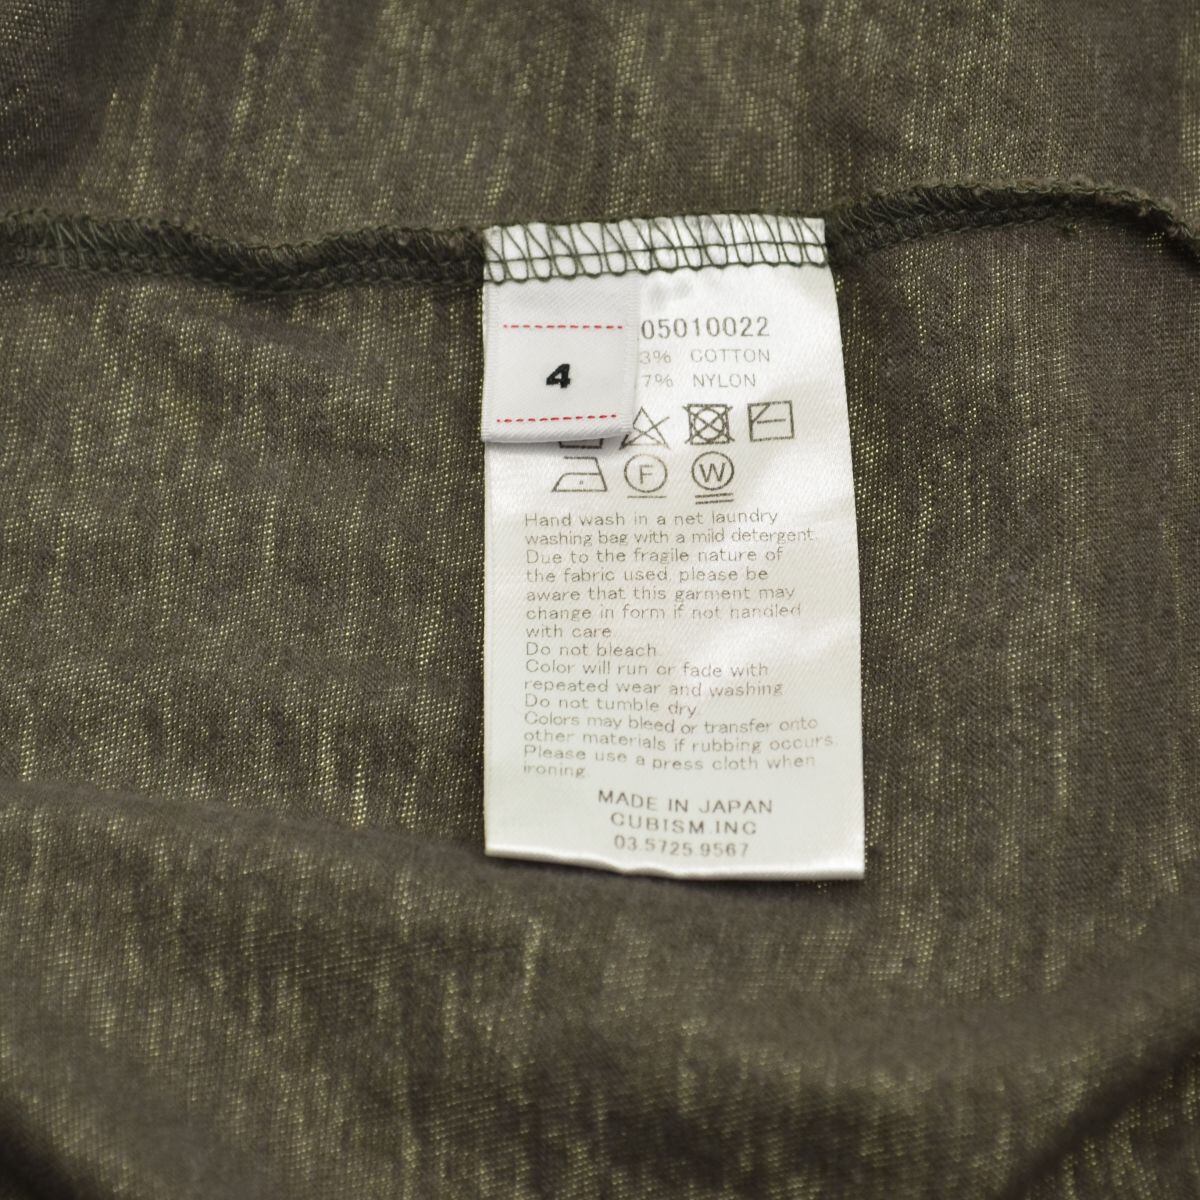 4
05010022
3% COTTON
7% NYLON
F W
Hand wash in a net laundry
washing bag with a mild detergent.
Due to the fragile nature of
the fabric used, please be
aware that this garment may
change in form if not handled
with care.
Do not bleach.
Color will run or fade with
repeated wear and washing
Do not tumble dry.
Colors may bleed or transfer onto
other materials if rubbing occurs.
Please use a press cloth when
ironing.
MADE IN JAPAN
CUBISM.INC
03.5725.9567